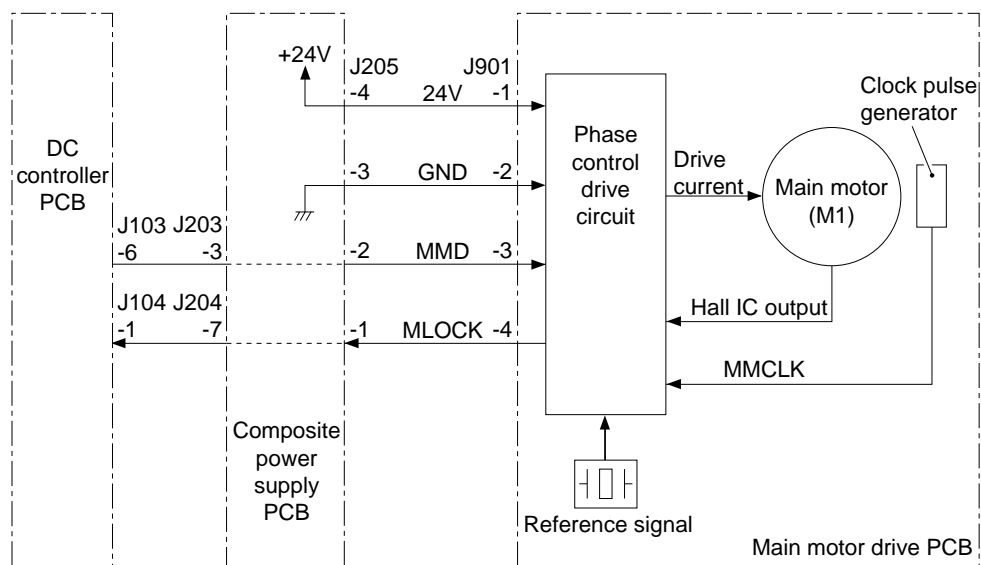 +24V
J205
J901
-4 24V -1
Clock pulse
generator
DC
controller
PCB
Phase
control
drive
circuit
Drive
current
Main motor
(M1)
-3 GND -2
J103 J203
-6 -3
-2 MMD -3
J104 J204
-1 -7
-1 MLOCK -4
Hall IC output
MMCLK
Composite
power
supply
PCB
Reference signal
Main motor drive PCB